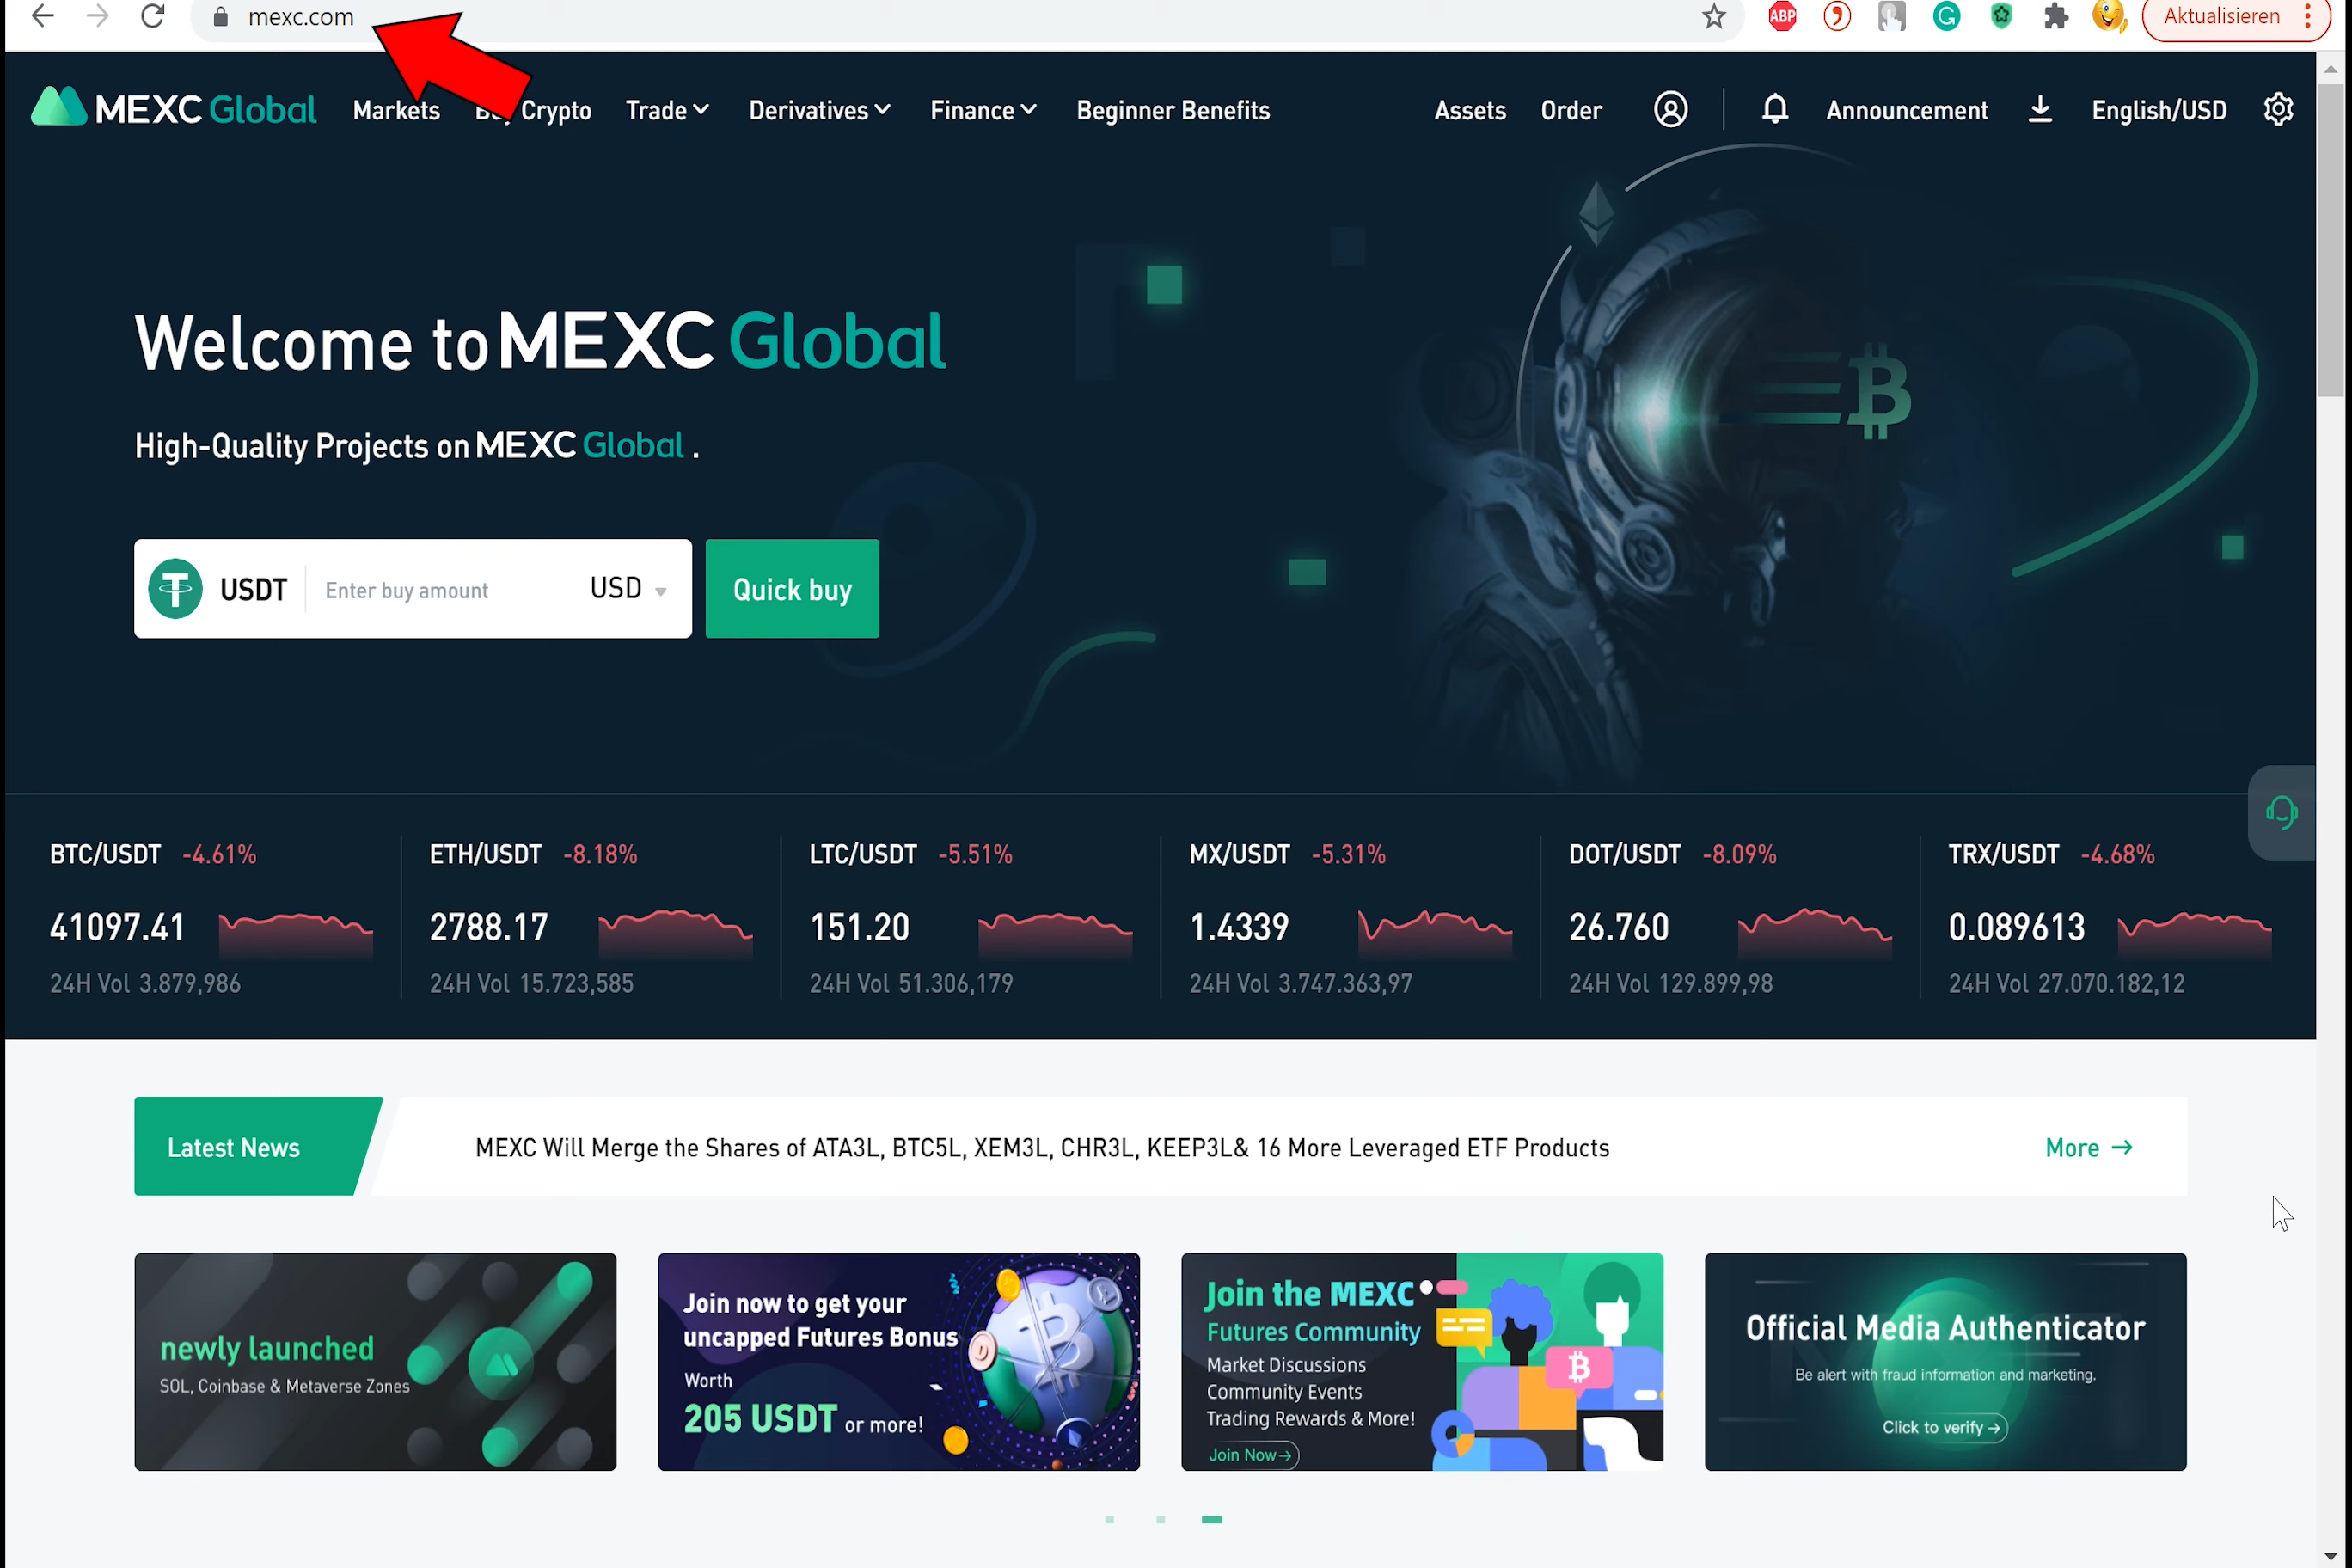 mexc.com
ABP
Aktualisieren
MEXC Global
Markets
Crypto
Trade
Derivatives
Finance
Beginner Benefits
Assets
Order
Announcement
English/USD
Welcome to MEXC Global
High-Quality Projects on MEXC Global .
USDT
Enter buy amount
USD
Quick buy
BTC/USDT -4.61%
41097.41
24H Vol 3.879,986
ETH/USDT -8.18%
2788.17
24H Vol 15.723,585
LTC/USDT -5.51%
151.20
24H Vol 51.306,179
MX/USDT -5.31%
1.4339
24H Vol 3.747.363,97
DOT/USDT -8.09%
26.760
24H Vol 129.899,98
TRX/USDT -4.68%
0.089613
24H Vol 27.070.182,12
Latest News
MEXC Will Merge the Shares of ATA3L, BTC5L, XEM3L, CHR3L, KEEP3L& 16 More Leveraged ETF Products
More →
newly launched
SOL, Coinbase & Metaverse Zones
Join now to get your
uncapped Futures Bonus
Worth
205 USDT or more!
Join the MEXC
Futures Community
Market Discussions
Community Events
Trading Rewards & More!
Join Now→
Official Media Authenticator
Be alert with fraud information and marketing.
Click to verify →